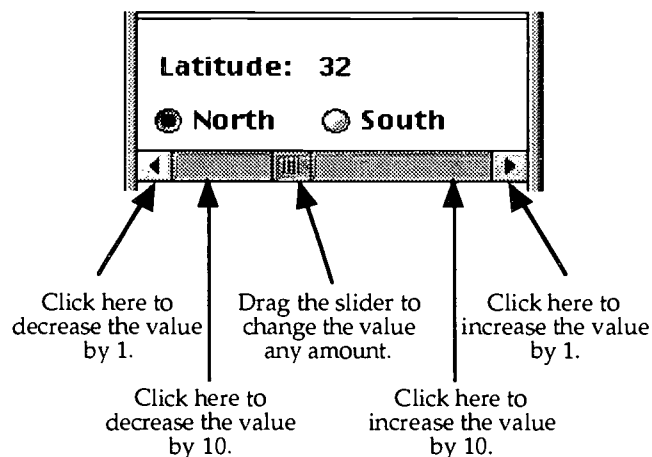 Latitude: 32
North South
Click here to
decrease the value
by 1.
Drag the slider to
change the value
any amount.
Click here to
increase the value
by 1.
Click here to
decrease the value
by 10.
Click here to
increase the value
by 10.